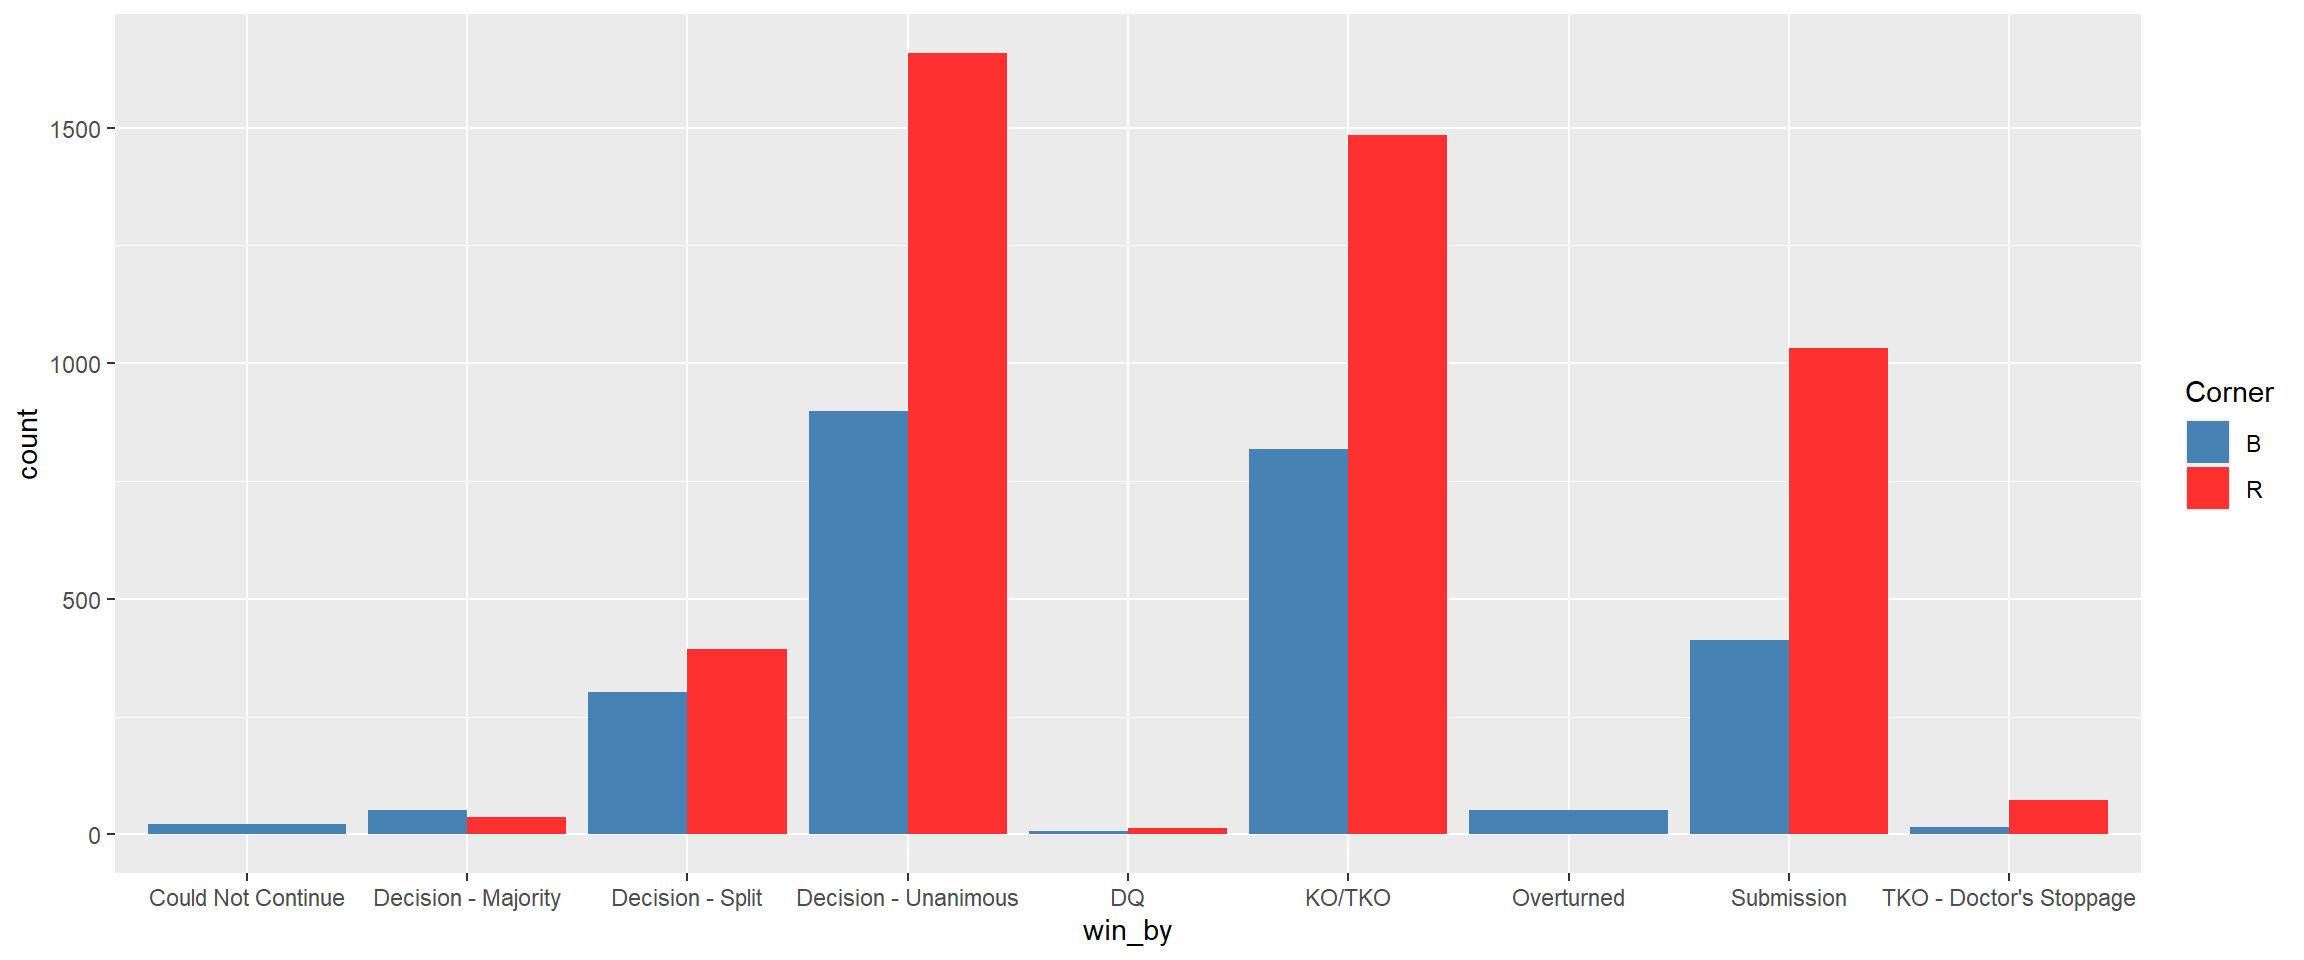 1500
1000
500
0
count
Could Not Continue
Decision - Majority
Decision - Split
Decision - Unanimous
DQ
KO/TKO
Overturned
Submission
TKO - Doctor's Stoppage
win_by
Corner
B
R